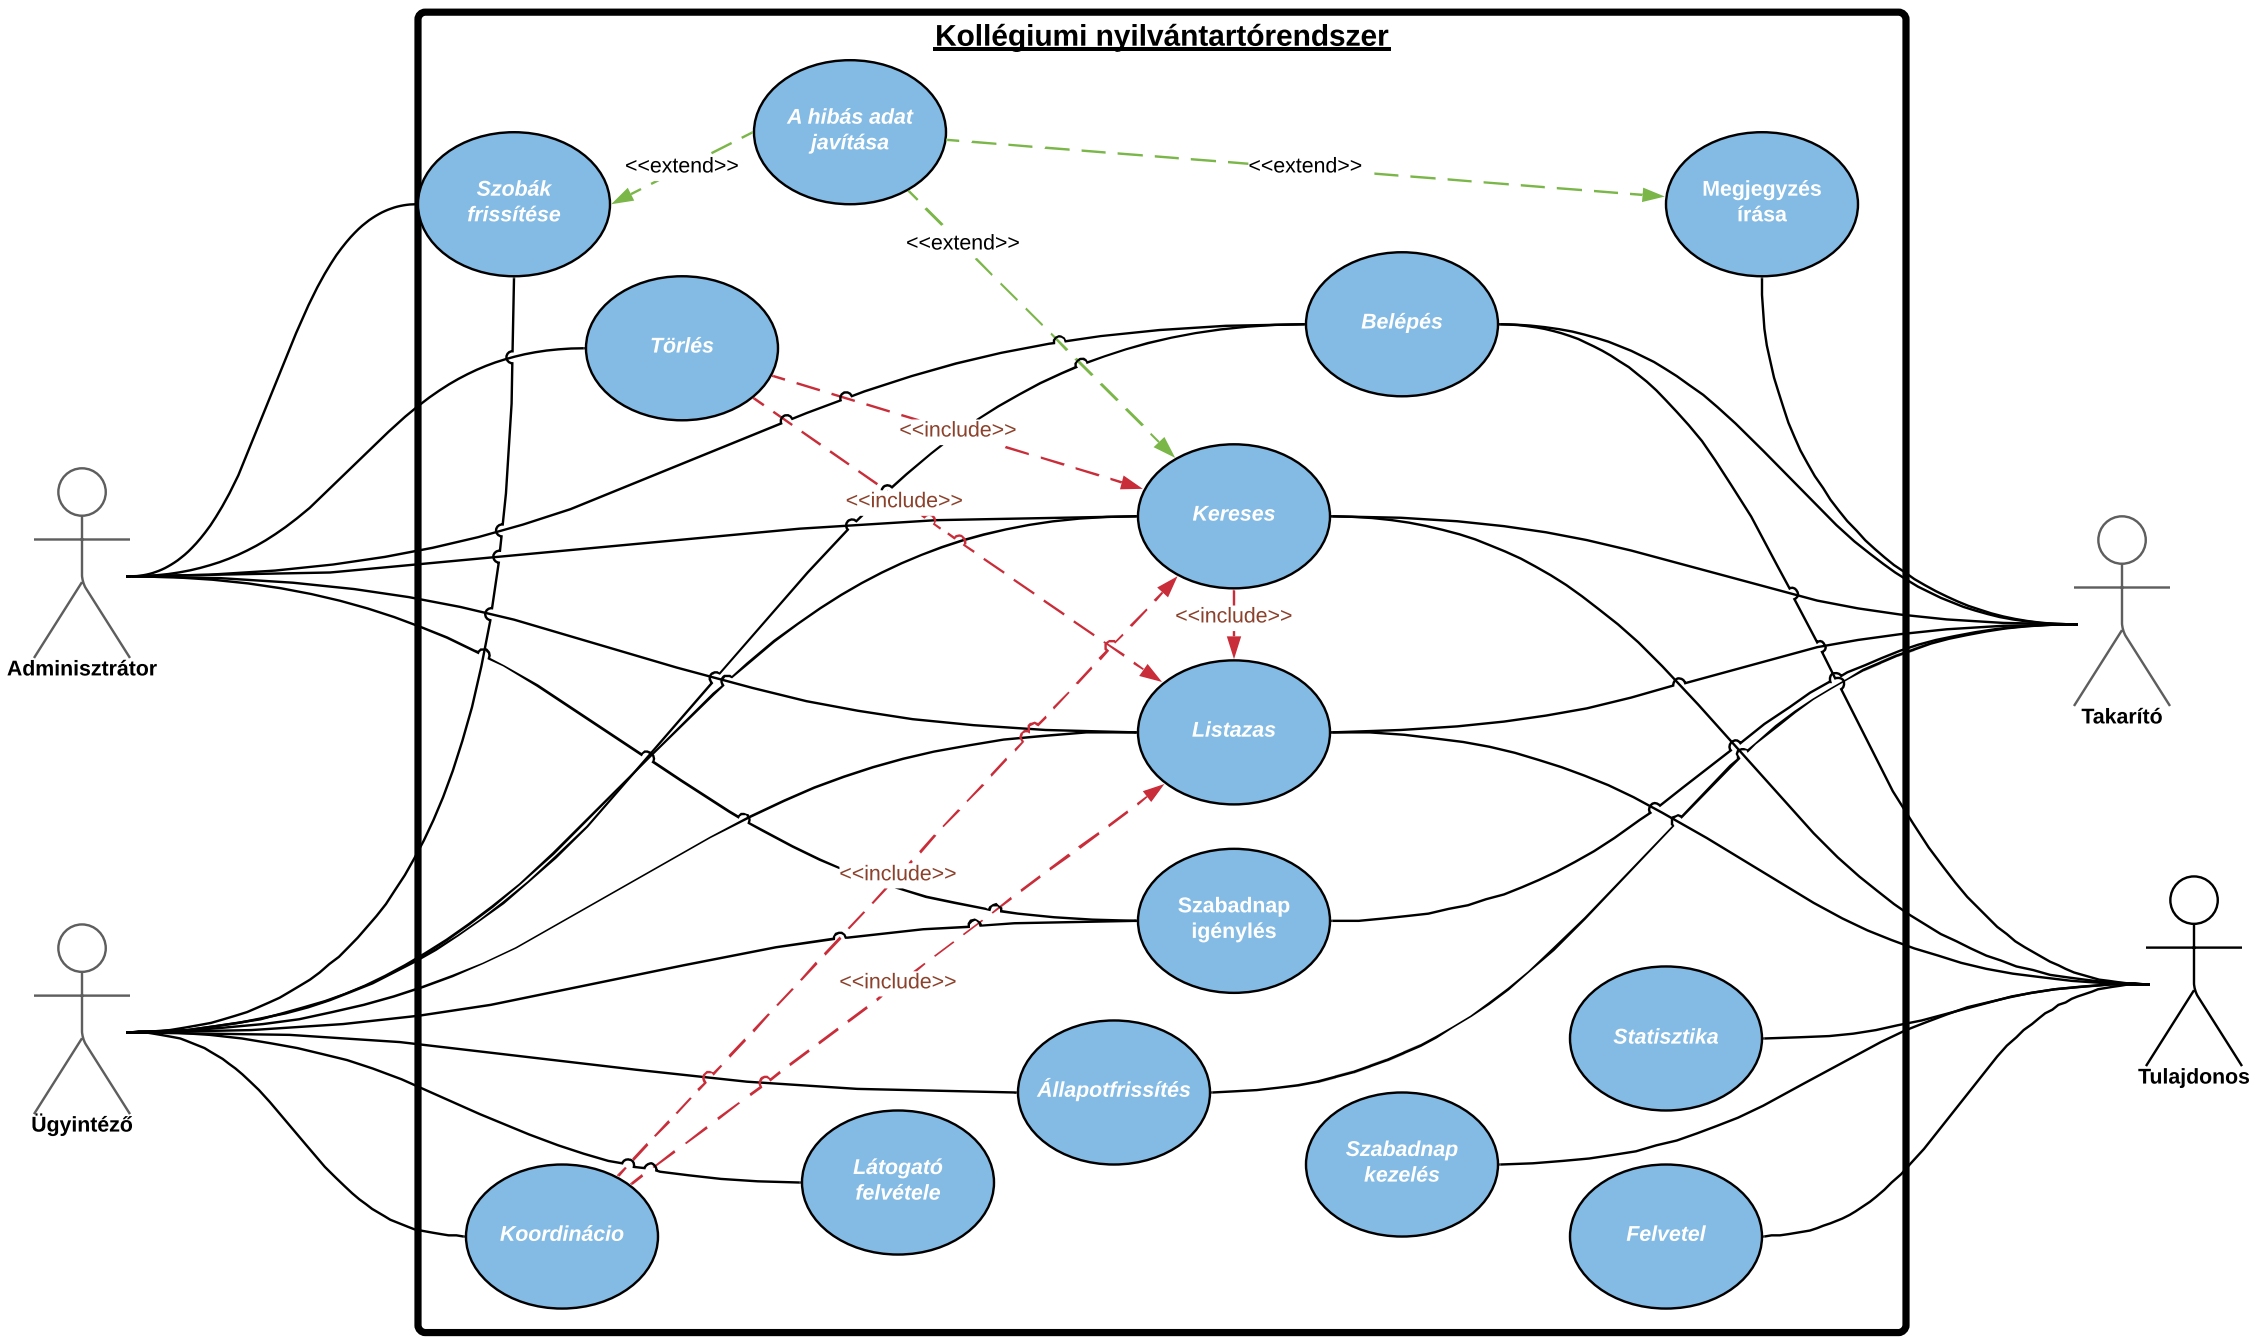 Kollégiumi nyilvántartórendszer
A hibás adat
javítása
<<extend>>
<<extend>>
Szobák
frissítése
Megjegyzés
írása
<<extend>>
Belépés
Törlés
<<include>>
<<include>>
Kereses
<<include>>
Adminisztrátor
Takarító
Listazas
<<include>>
Szabadnap
igénylés
<<include>>
Statisztika
Tulajdonos
Állapotfrissítés
Ügyintéző
Szabadnap
kezelés
Látogató
felvétele
Koordináció
Felvetel